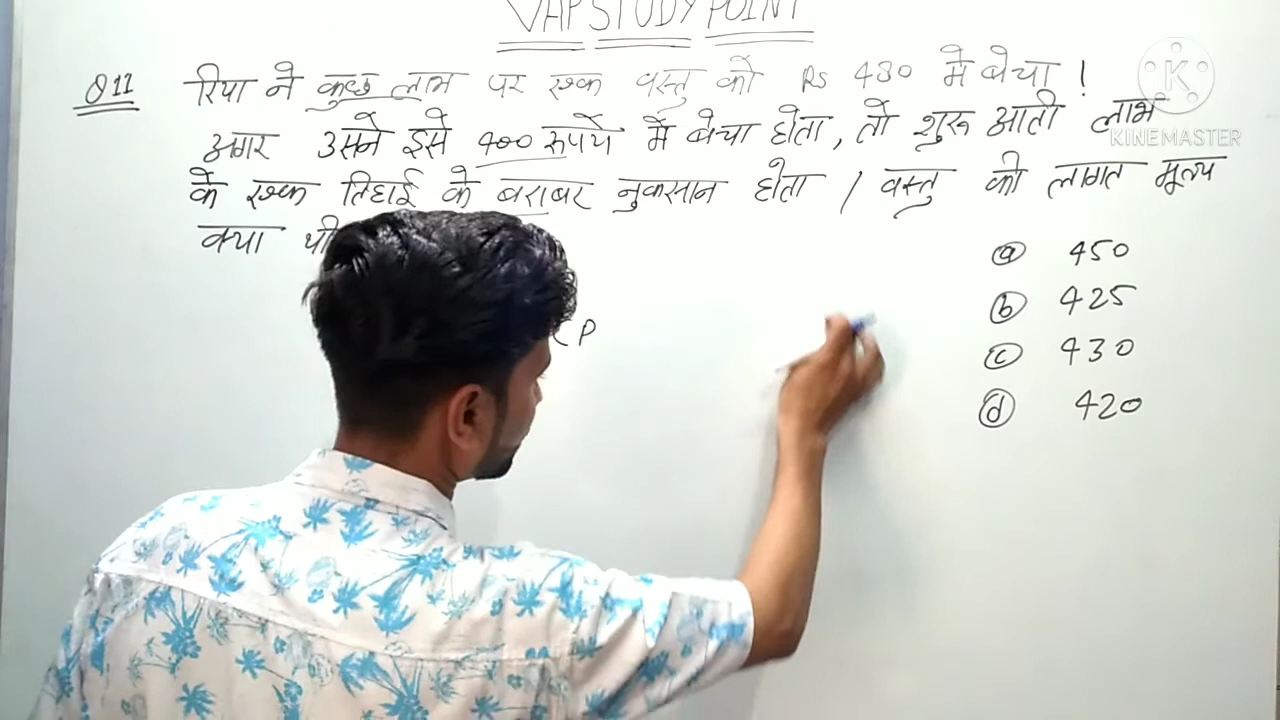 VAP STUDY POINT
Q11 रिया ने कुछ लाभ पर एक वस्तु को Rs 480 मे बेचा !
अगर उसने इसे 400 रूपये में बेचा होता, तो शुरू आती लाभ
के एक तिहाई के बराबर नुकसान होता / वस्तु की लागत मूल्य
क्या थी
CP
K
KINEMASTER
ⓐ 450
ⓑ 425
ⓒ 430
ⓓ 420